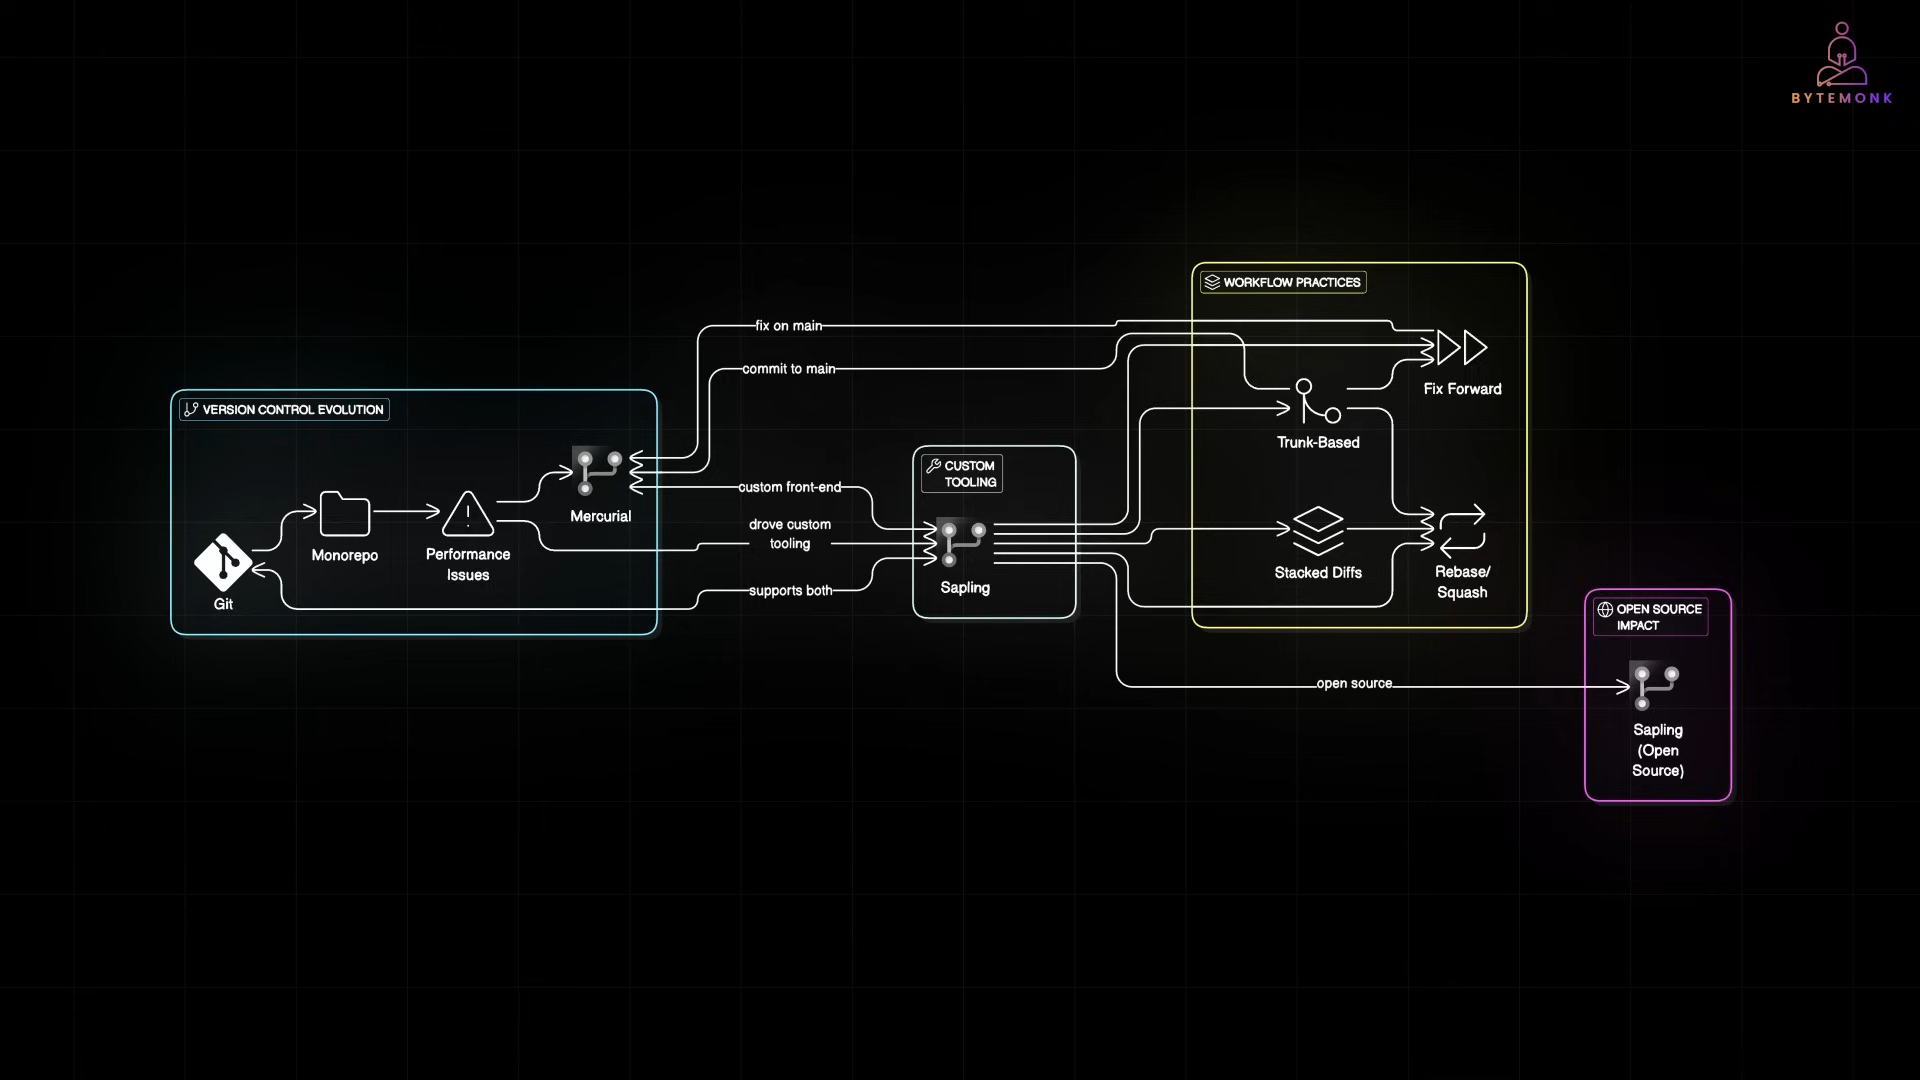 BYTEMONK
WORKFLOW PRACTICES
fix on main
commit to main
Fix Forward
Trunk-Based
Stacked Diffs
Rebase/
Squash
VERSION CONTROL EVOLUTION
Mercurial
Monorepo
Performance
Issues
Git
custom front-end
drove custom
tooling
supports both
CUSTOM
TOOLING
Sapling
open source
OPEN SOURCE
IMPACT
Sapling
(Open
Source)